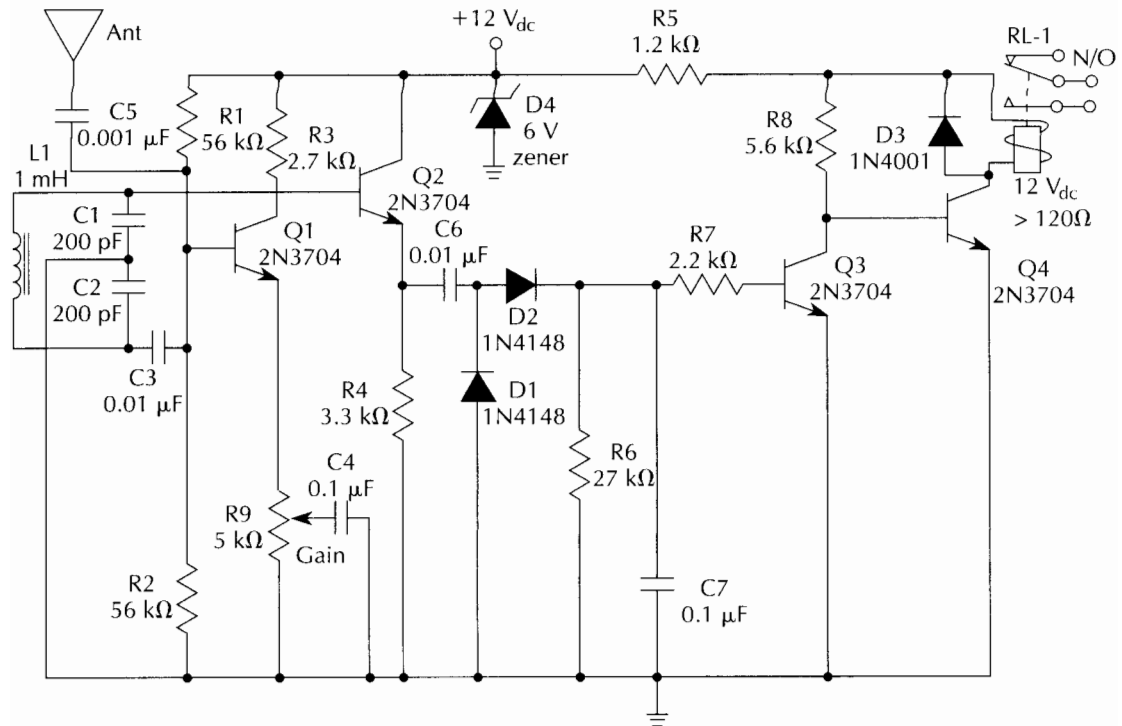 Ant
+12 Vdc
R5
1.2 kΩ
RL-1
N/O
C5
0.001 μF
R1
56 kΩ
R3
2.7 kΩ
D4
6 V
zener
R8
5.6 kΩ
D3
1N4001
L1
1 mH
Q2
2N3704
12 Vdc
> 120Ω
C1
200 pF
Q1
2N3704
C6
0.01 μF
R7
2.2 kΩ
Q3
2N3704
Q4
2N3704
C2
200 pF
D2
1N4148
C3
0.01 μF
R4
3.3 kΩ
D1
1N4148
R6
27 kΩ
C4
0.1 μF
R9
5 kΩ
Gain
R2
56 kΩ
C7
0.1 μF